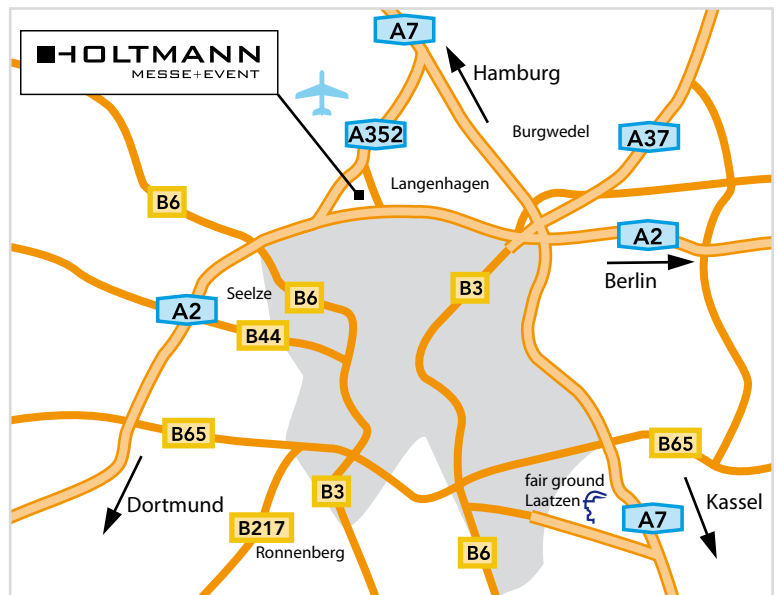 A7
HOLTMANN
MESSE+EVENT
Hamburg
A352
Burgwedel
A37
Langenhagen
B6
A2
Berlin
B3
Seelze
B6
A2
B44
B65
B65
fair ground
Laatzen
Kassel
B3
Dortmund
A7
B217
Ronnenberg
B6